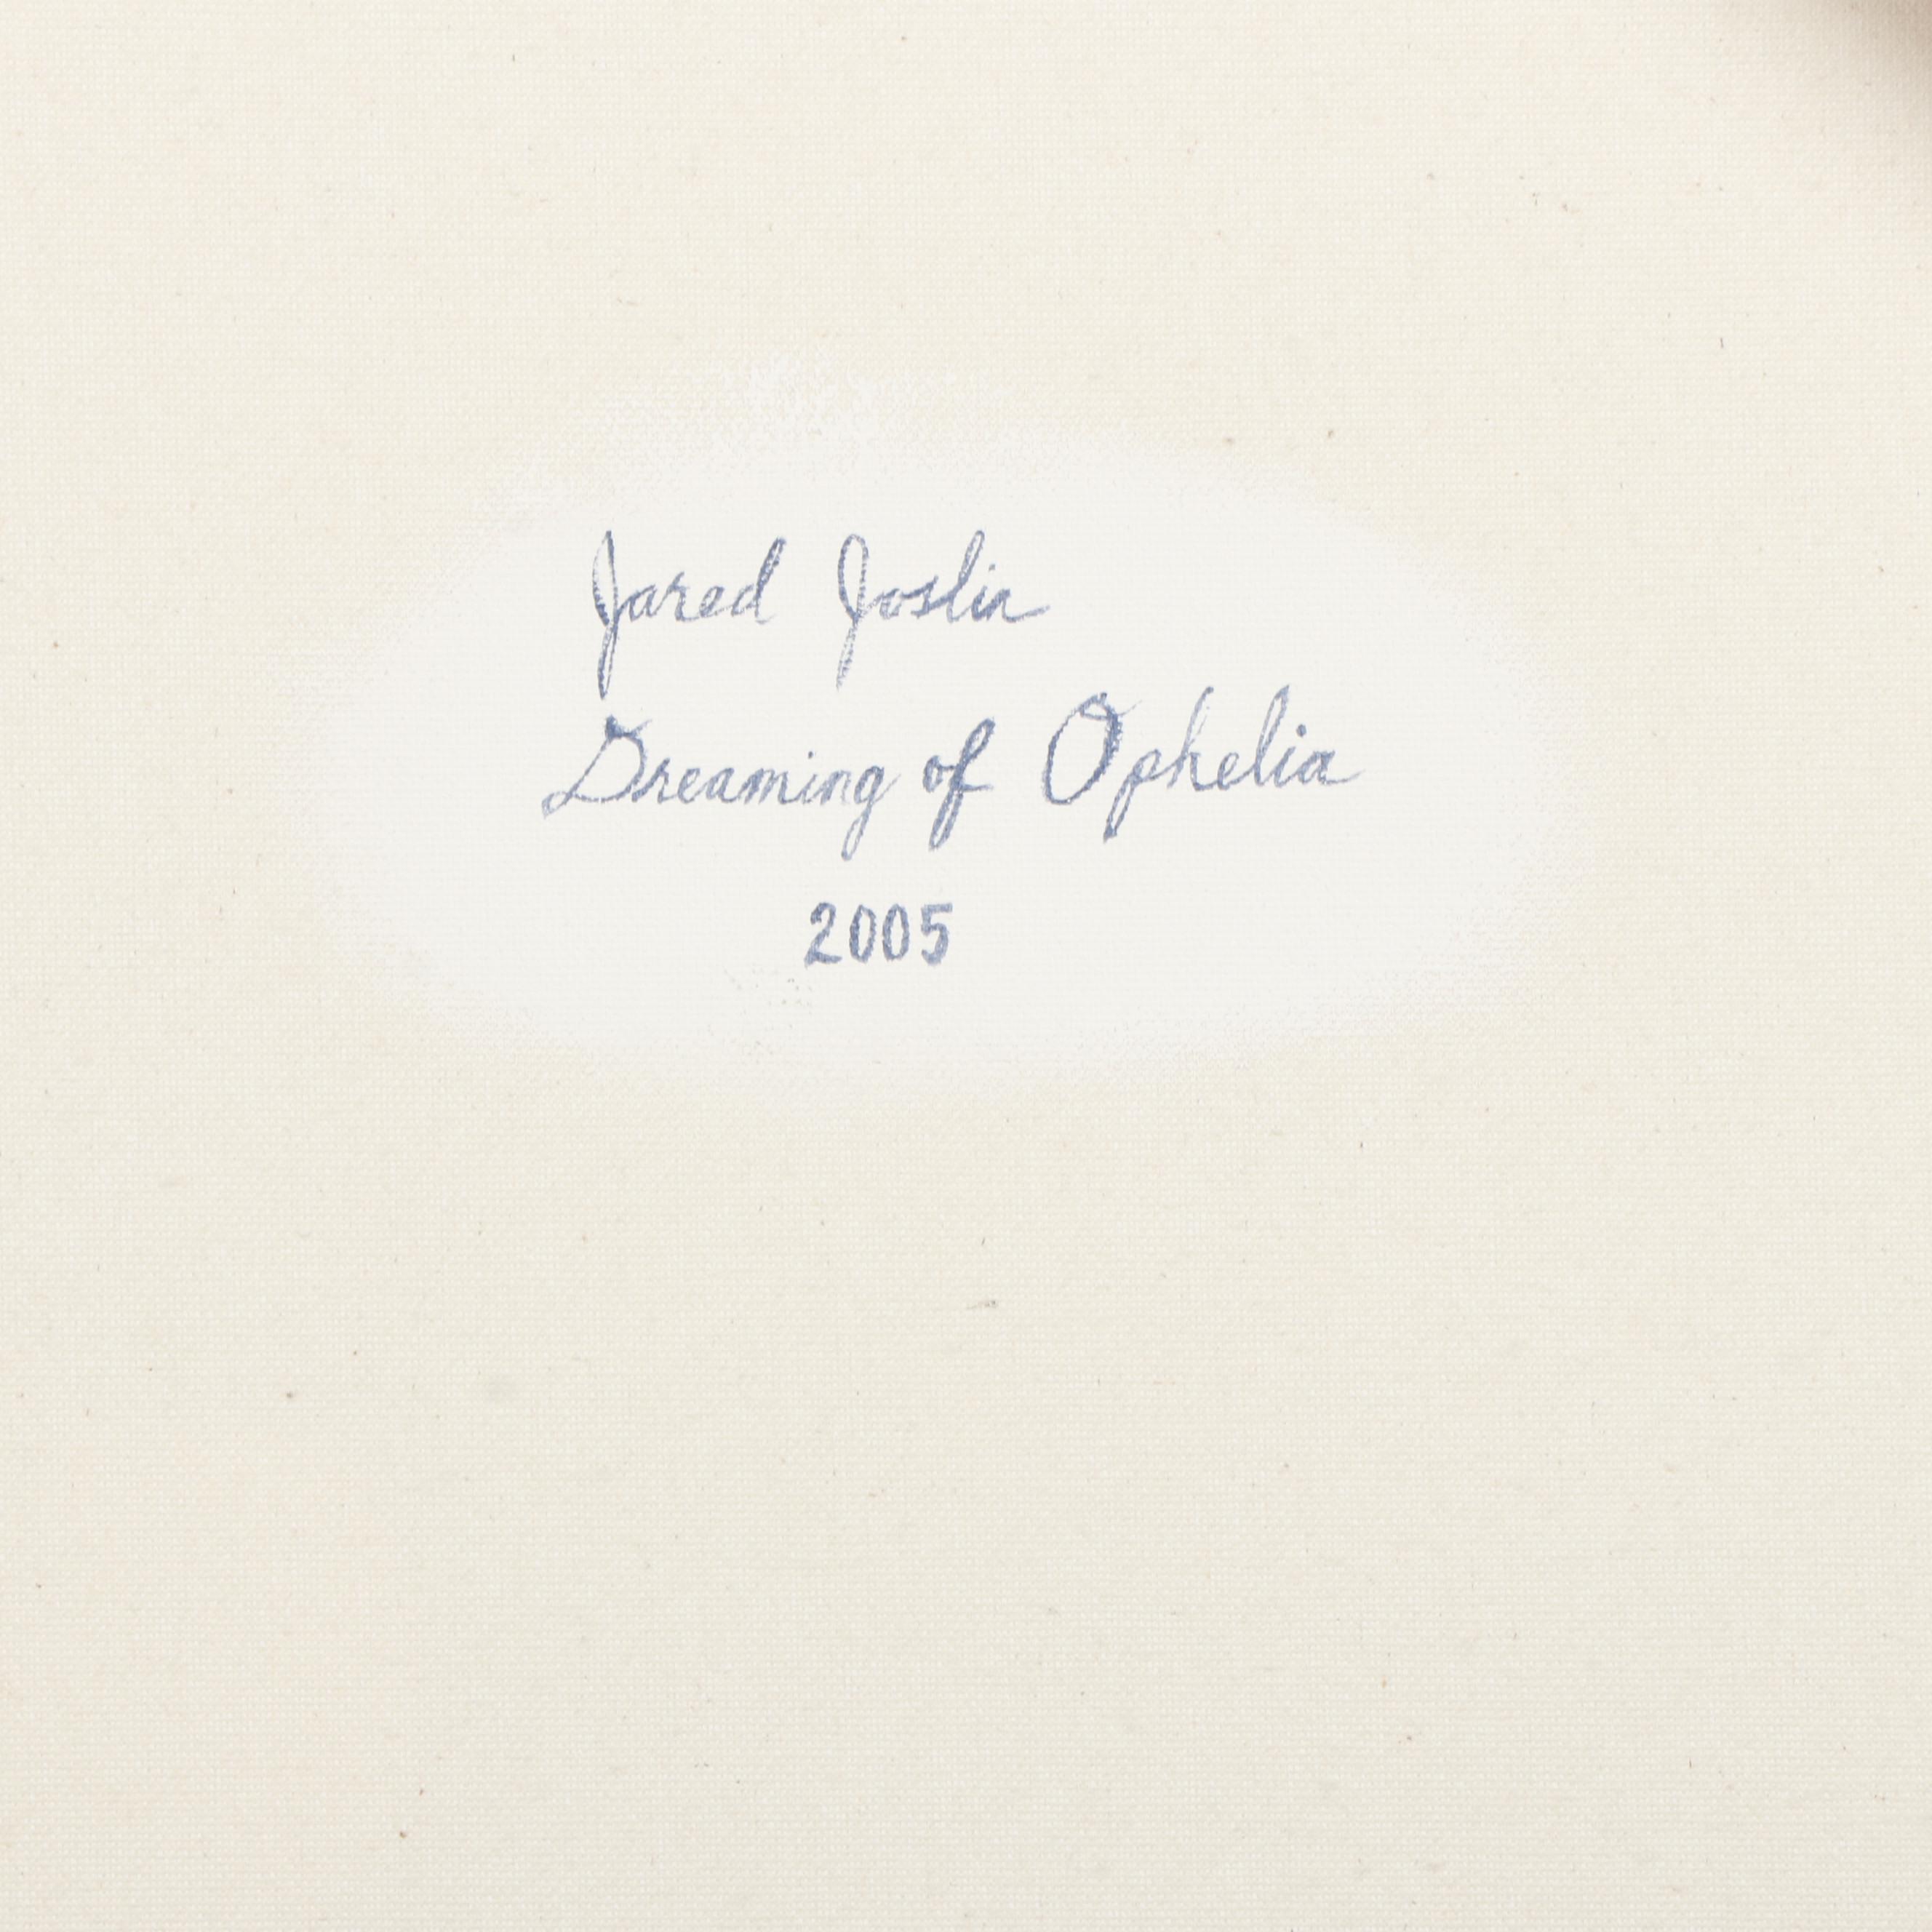 Jared Joslin
Dreaming of Ophelia
2005